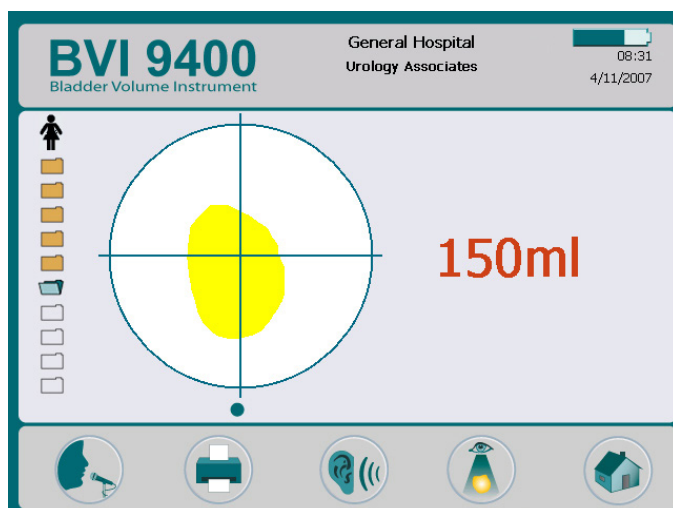 BVI 9400
Bladder Volume Instrument
General Hospital
Urology Associates
08:31
4/11/2007
150ml